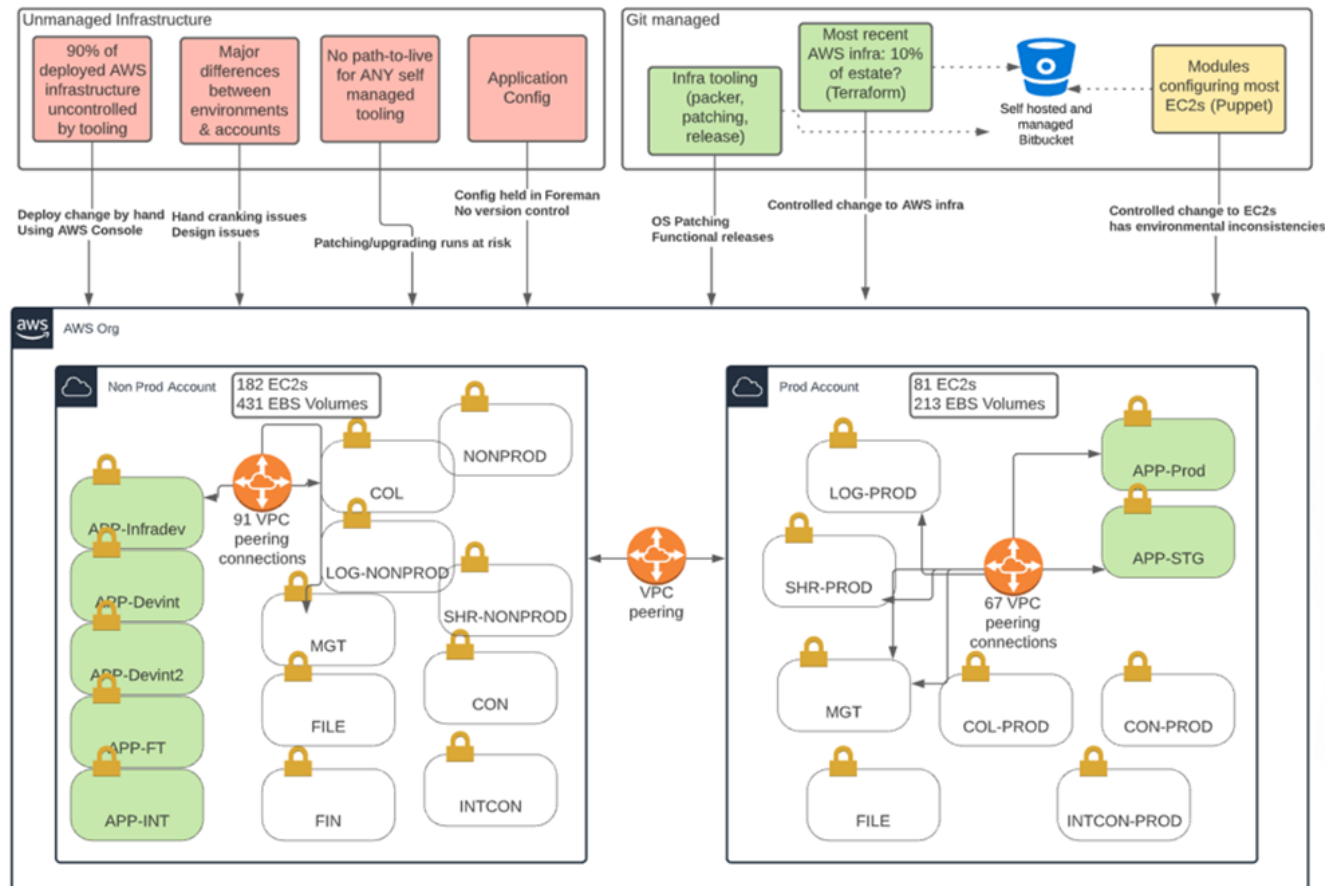 Unmanaged Infrastructure
90% of
deployed AWS
infrastructure
uncontrolled
by tooling
Major
differences
between
environments
& accounts
No path-to-live
for ANY self
managed
tooling
Application
Config
Git managed
Infra tooling
(packer,
patching,
release)
Most recent
AWS infra: 10%
of estate?
(Terraform)
Self hosted and
managed
Bitbucket
Modules
configuring most
EC2s (Puppet)
Deploy change by hand
Using AWS Console
Hand cranking issues
Design issues
Patching/upgrading runs at risk
Config held in Foreman
No version control
OS Patching
Functional releases
Controlled change to AWS infra
Controlled change to EC2s
has environmental inconsistencies
aws
AWS Org
Non Prod Account
182 EC2s
431 EBS Volumes
NONPROD
COL
91 VPC
peering
connections
APP-Infradev
LOG-NONPROD
APP-Devint
SHR-NONPROD
MGT
APP-Devint2
CON
FILE
APP-FT
INTCON
APP-INT
FIN
VPC
peering
Prod Account
81 EC2s
213 EBS Volumes
APP-Prod
LOG-PROD
APP-STG
SHR-PROD
67 VPC
peering
connections
MGT
COL-PROD
CON-PROD
FILE
INTCON-PROD